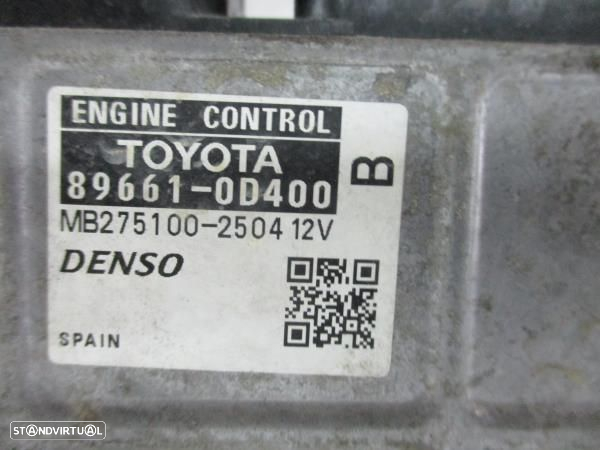 ENGINE CONTROL
TOYOTA
89661-0D400
B
MB275100-2504 12V
DENSO
SPAIN
STANDVIRTUAL